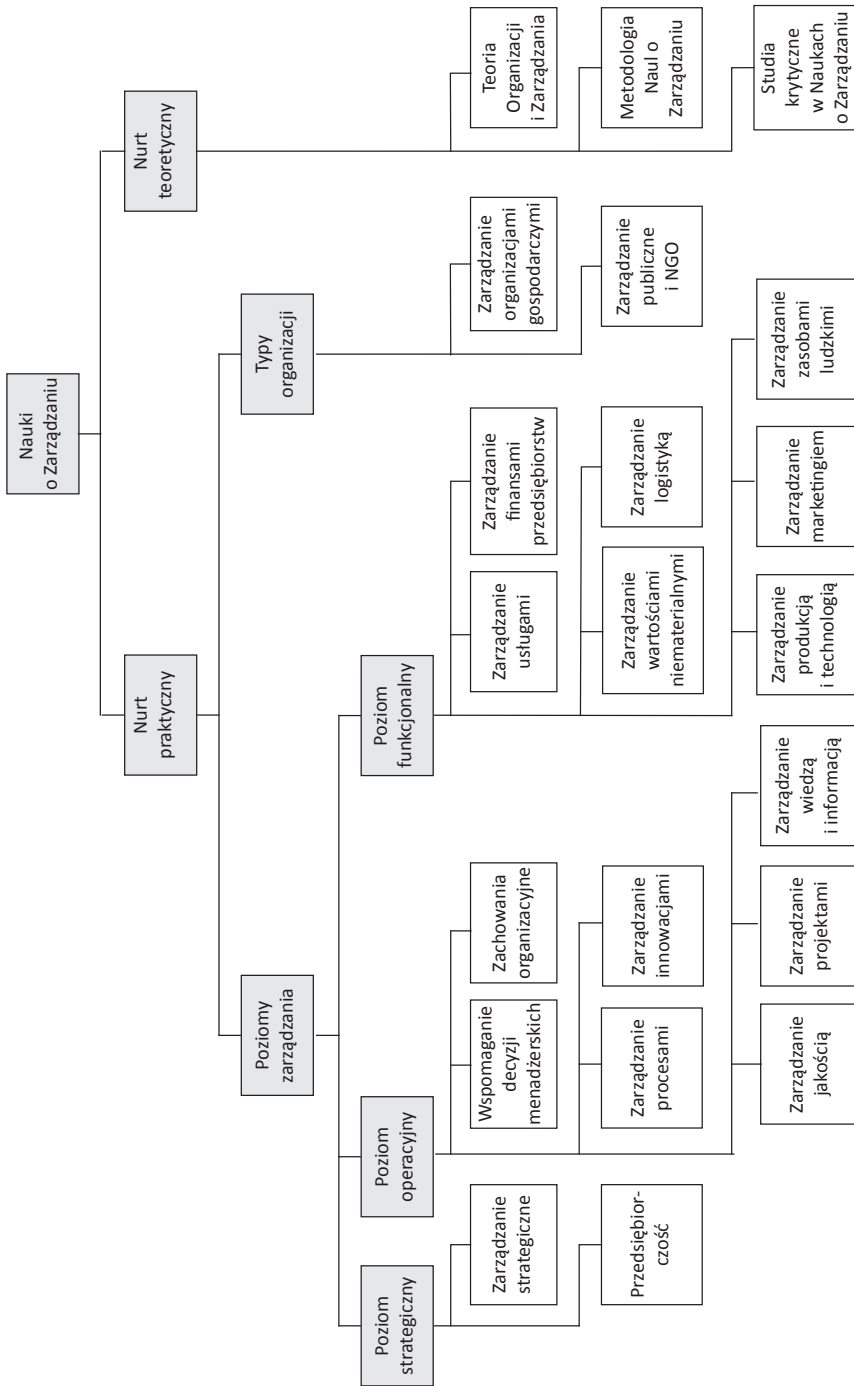 Nauki
o Zarządzaniu
Nurt
praktyczny
Nurt
teoretyczny
Poziomy
zarządzania
Typy
organizacji
Poziom
strategiczny
Poziom
operacyjny
Poziom
funkcjonalny
Zarządzanie
strategiczne
Przedsiębior-
czość
Wspomaganie
decyzji
menadżerskich
Zachowania
organizacyjne
Zarządzanie
procesami
Zarządzanie
innowacjami
Zarządzanie
jakością
Zarządzanie
projektami
Zarządzanie
wiedzą
i informacją
Zarządzanie
usługami
Zarządzanie
finansami
przedsiębiorstw
Zarządzanie
wartościami
niematerialnymi
Zarządzanie
logistyką
Zarządzanie
produkcją
i technologią
Zarządzanie
marketingiem
Zarządzanie
zasobami
ludzkimi
Zarządzanie
organizacjami
gospodarczymi
Zarządzanie
publiczne
i NGO
Teoria
Organizacji
i Zarządzania
Metodologia
Naul o
Zarządzaniu
Studia
krytyczne
w Naukach
o Zarządzaniu